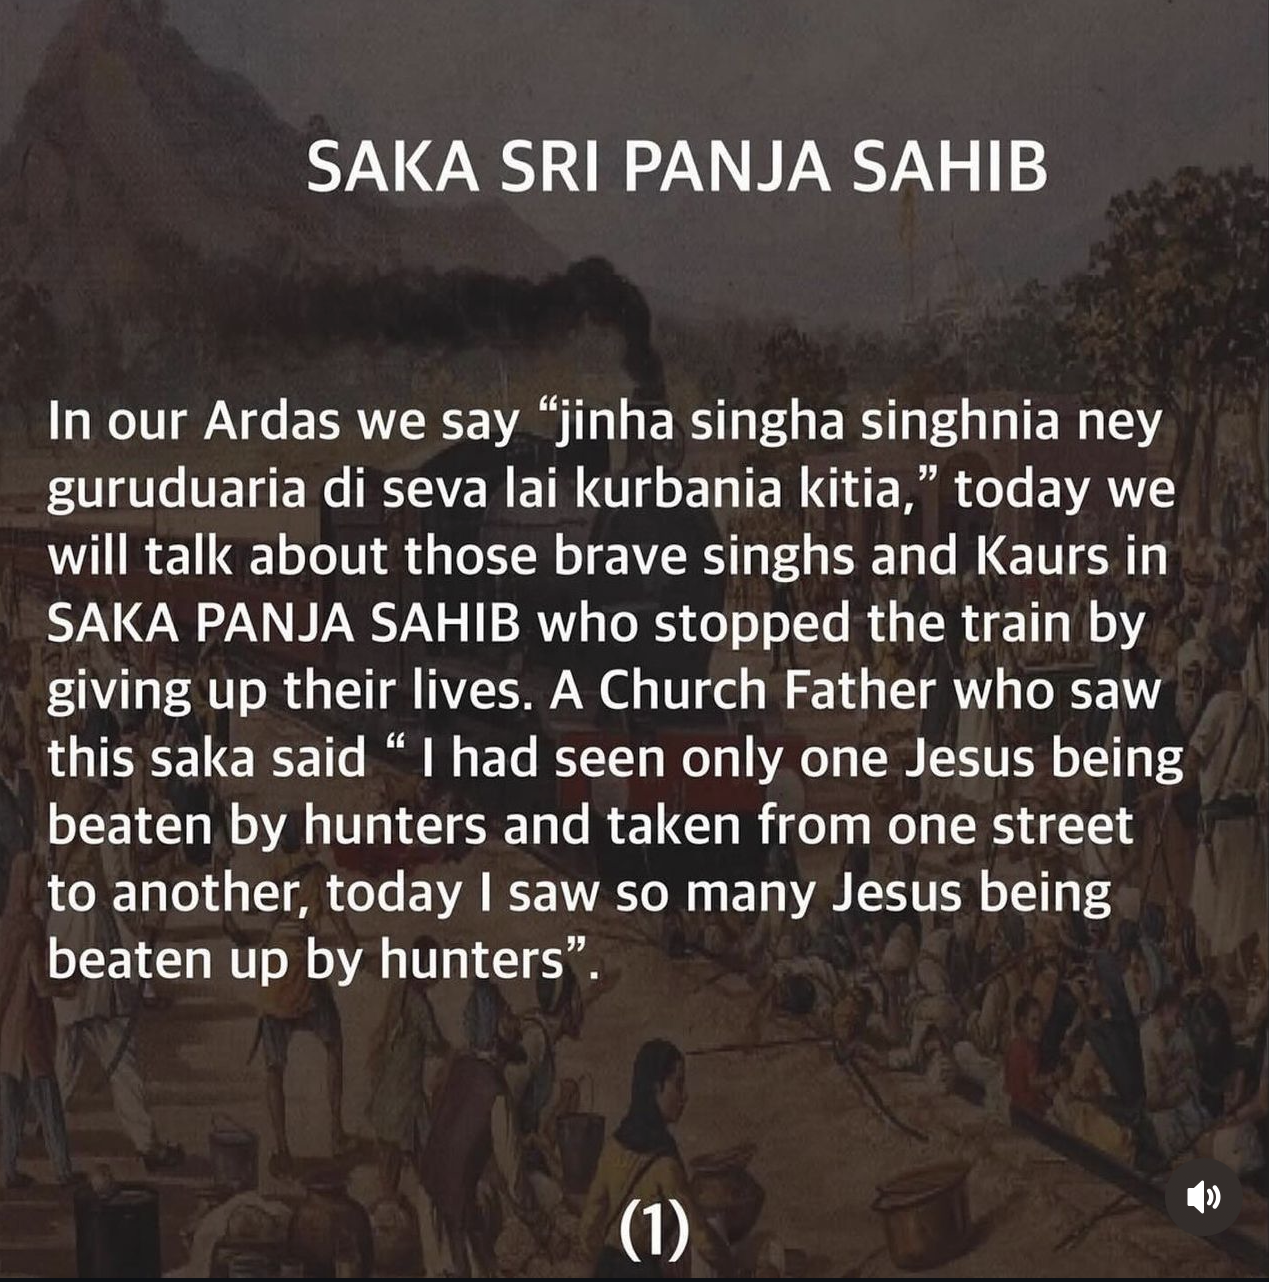 SAKA SRI PANJA SAHIB
In our Ardas we say “jinha singha singhnia ney
guruduaria di seva lai kurbania kitia,” today we
will talk about those brave singhs and Kaurs in
SAKA PANJA SAHIB who stopped the train by
giving up their lives. A Church Father who saw
this saka said “ I had seen only one Jesus being
beaten by hunters and taken from one street
to another, today I saw so many Jesus being
beaten up by hunters”.
(1)